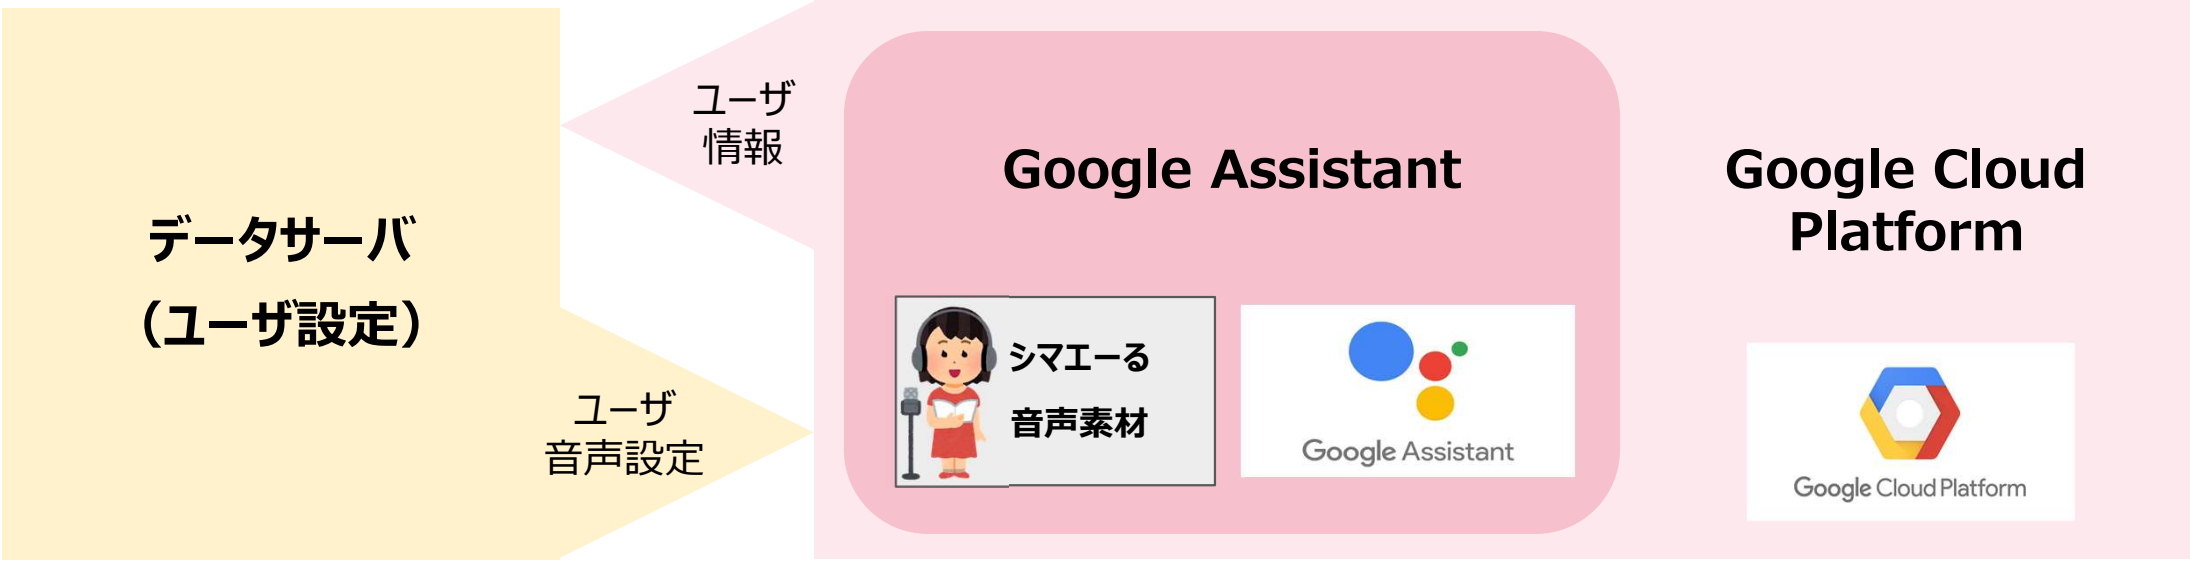 データサーバ
（ユーザ設定）
ユーザ
情報
ユーザ
音声設定
Google Assistant
シマエーる
音声素材
Google Assistant
Google Cloud
Platform
Google Cloud Platform